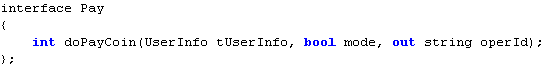 interface Pay
{
    int doPayCoin(UserInfo tUserInfo, bool mode, out string operId);
};